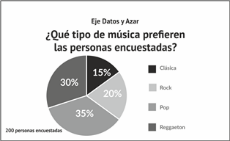 Eje Datos y Azar
¿Qué tipo de música prefieren
las personas encuestadas?
15%
20%
35%
30%
Clásica
Rock
Pop
Reggaeton
200 personas encuestadas